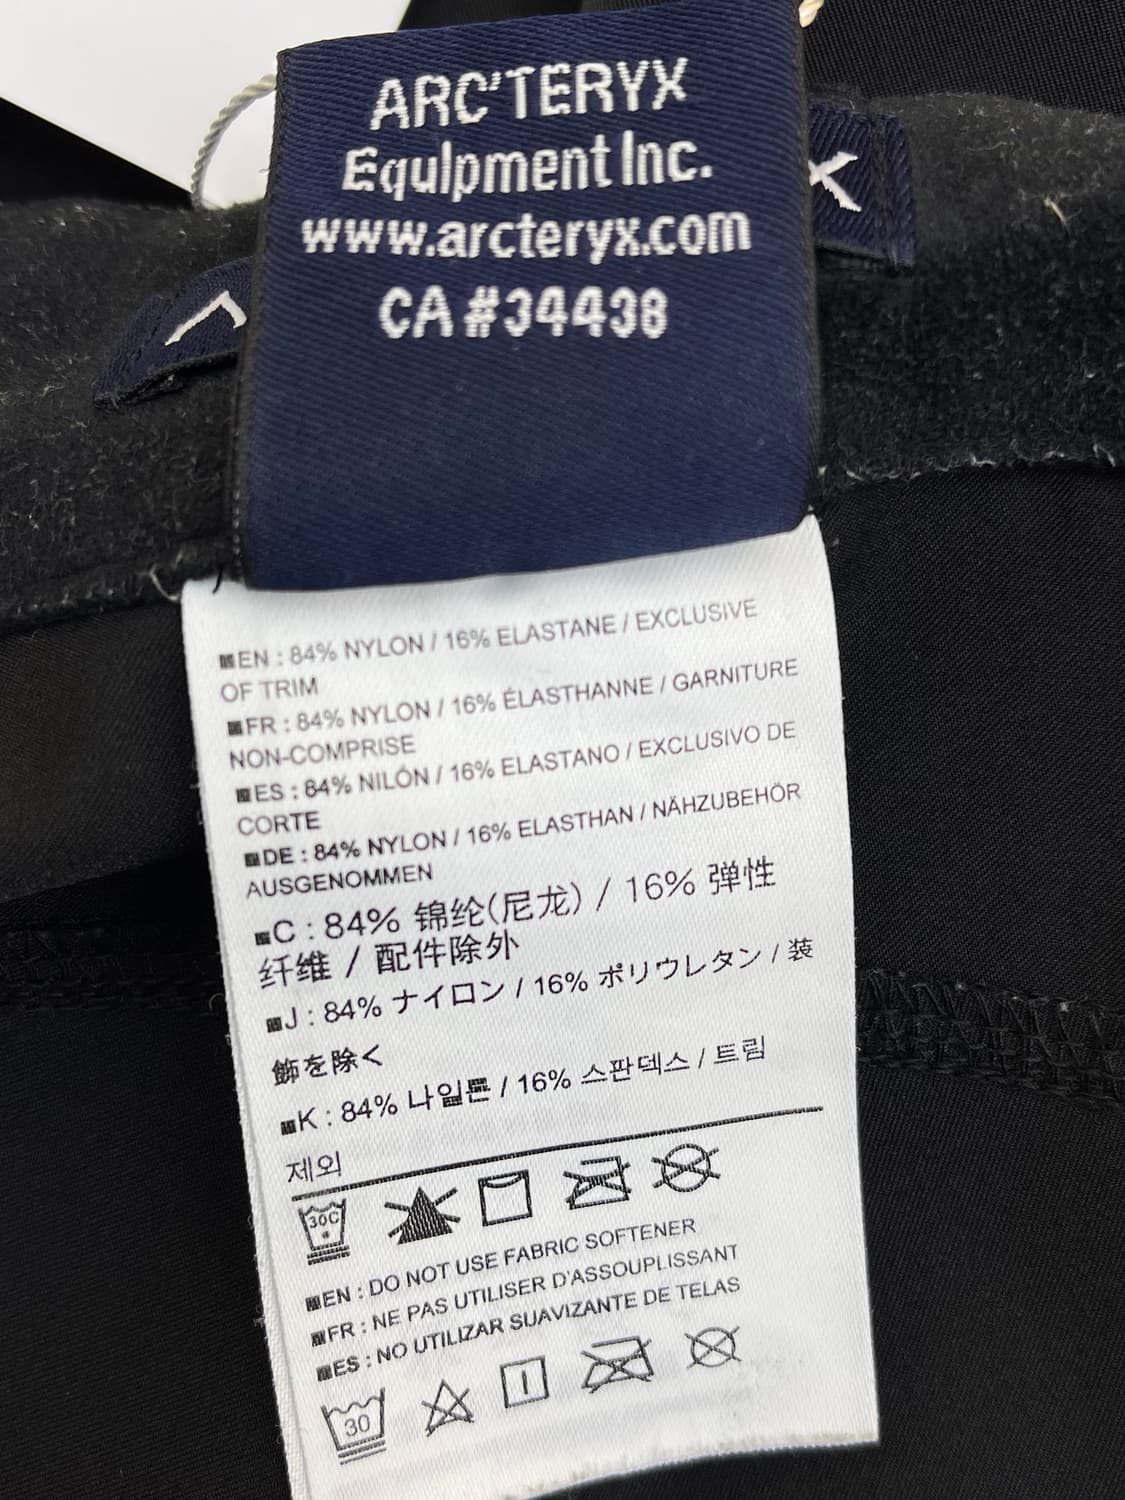 ARC'TERYX
Equipment Inc.
www.arcteryx.com
CA #34438
X
EN : 84% NYLON / 16% ELASTANE / EXCLUSIVE
OF TRIM
FR : 84% NYLON / 16% ÉLASTHANNE / GARNITURE
NON-COMPRISE
ES : 84% NILÓN / 16% ELASTANO / EXCLUSIVO DE
CORTE
DE : 84% NYLON / 16% ELASTHAN / NÄHZUBEHÖR
AUSGENOMMEN
C : 84% 锦纶(尼龙) / 16% 弹性
纤维 / 配件除外
J : 84% ナイロン / 16% ポリウレタン / 装
飾を除く
K : 84% 나일론 / 16% 스판덱스 / 트림
제외
30C
EN : DO NOT USE FABRIC SOFTENER
FR : NE PAS UTILISER D'ASSOUPLISSANT
ES : NO UTILIZAR SUAVIZANTE DE TELAS
30